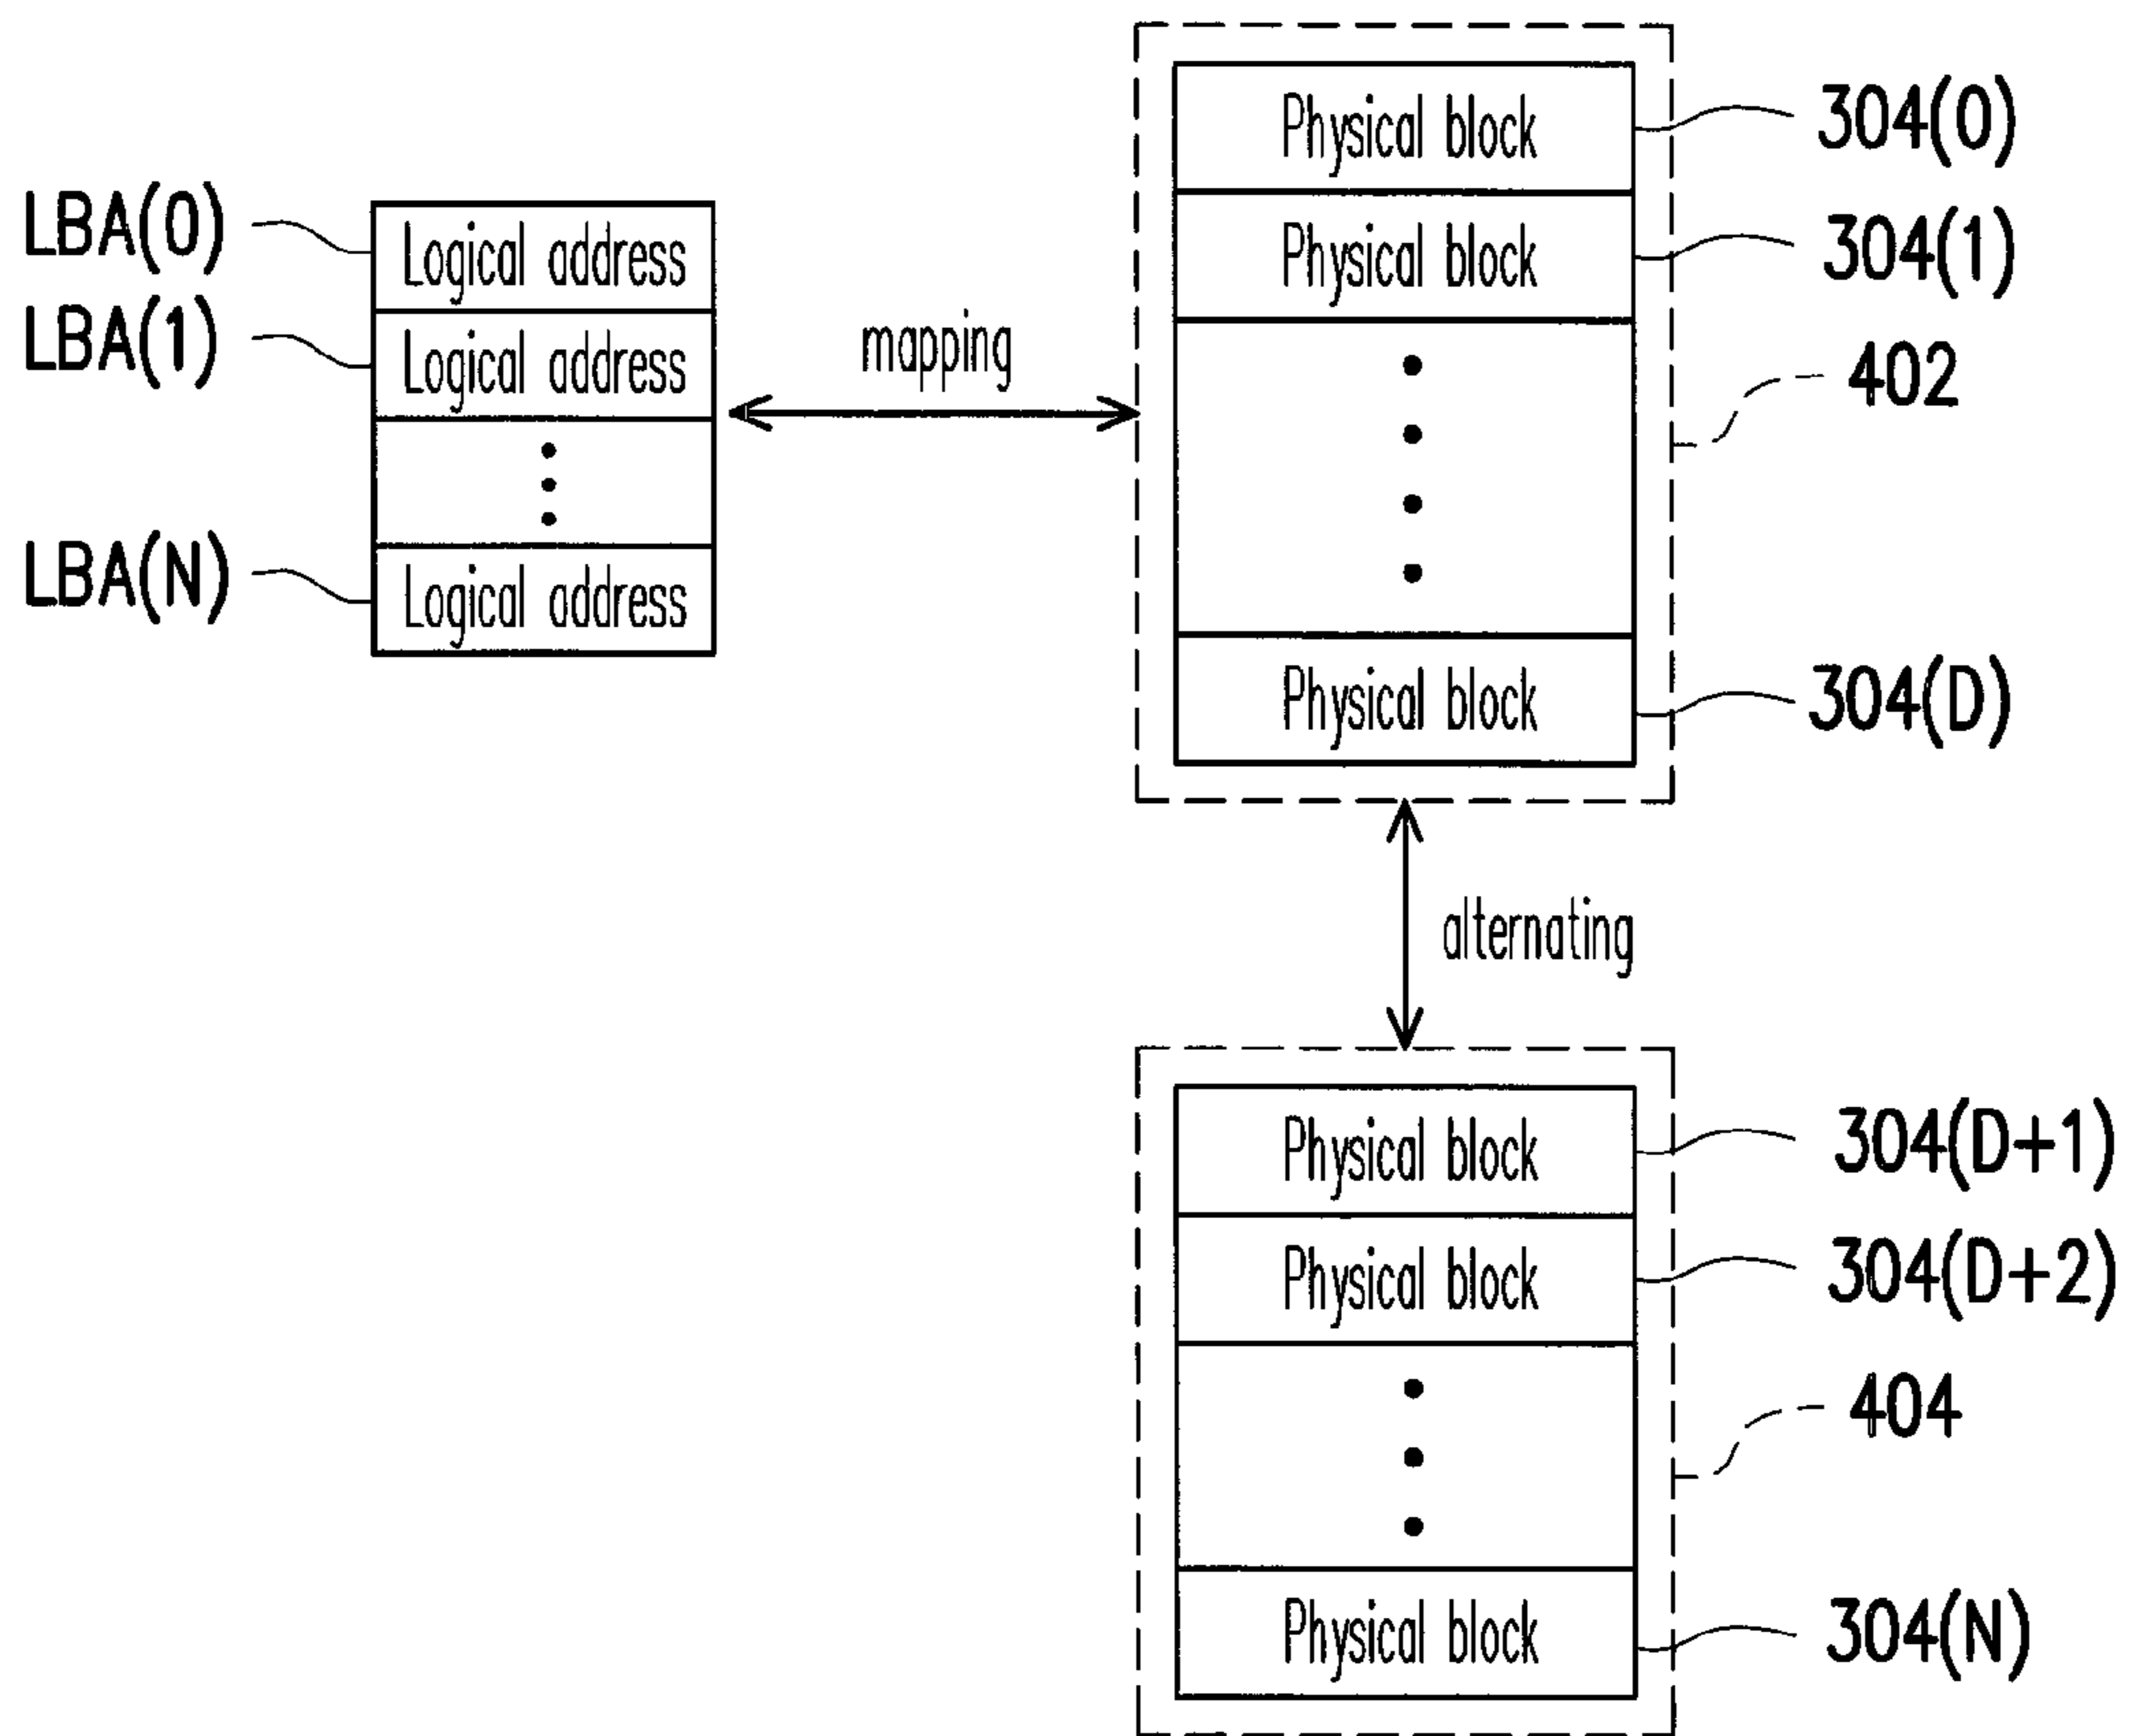 LBA(0)
Logical address
LBA(1)
Logical address
LBA(N)
Logical address
mapping
Physical block
304(0)
Physical block
304(1)
402
Physical block
304(D)
alternating
Physical block
304(D+1)
Physical block
304(D+2)
404
Physical block
304(N)